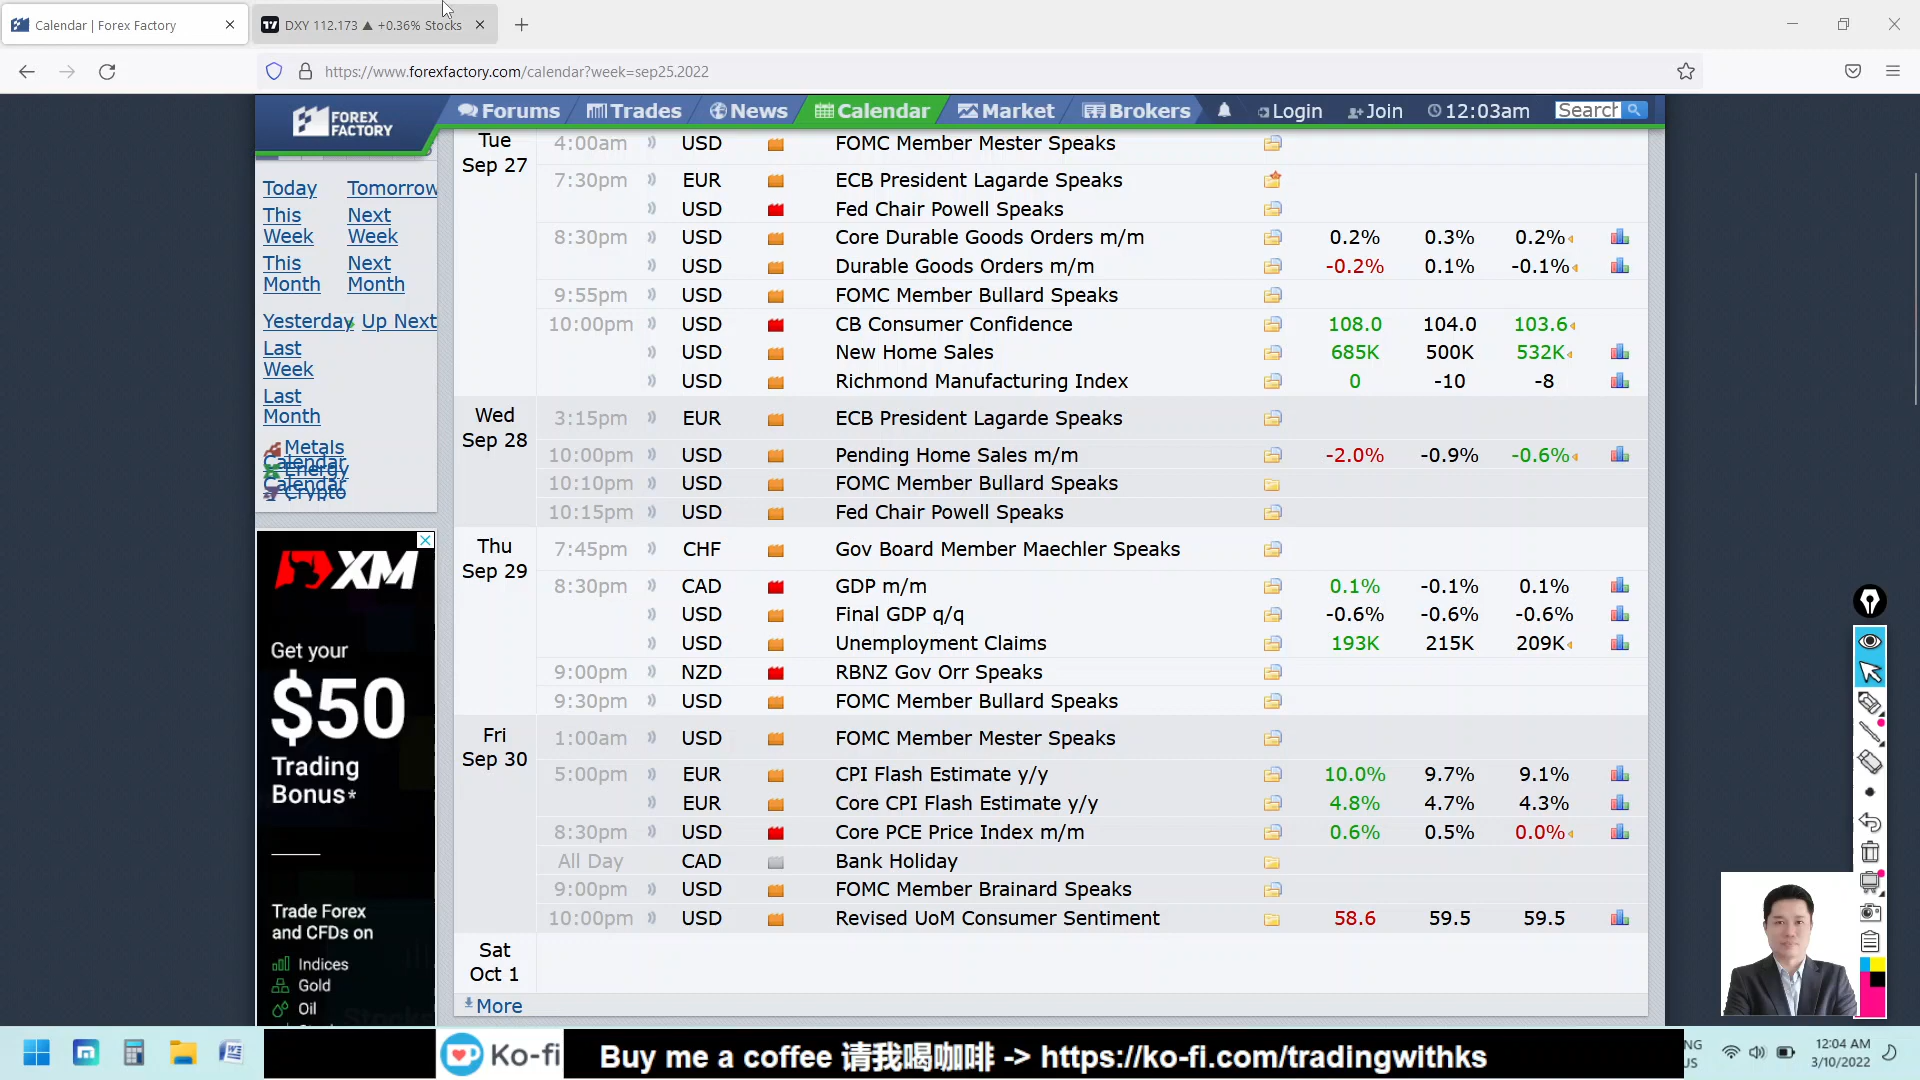 Calendar | Forex Factory
DXY 112.173 ▲ +0.36% Stocks
https://www.forexfactory.com/calendar?week=sep25.2022
FOREX FACTORY
Forums Trades News Calendar Market Brokers Login Join 12:03am Search
Today Tomorrow
This Week Next Week
This Month Next Month
Yesterday Up Next
Last Week
Last Month
Metals Calendar
Energy Calendar
Crypto
Tue Sep 27 4:00am USD FOMC Member Mester Speaks
7:30pm EUR ECB President Lagarde Speaks
USD Fed Chair Powell Speaks
8:30pm USD Core Durable Goods Orders m/m 0.2% 0.3% 0.2%
USD Durable Goods Orders m/m -0.2% 0.1% -0.1%
9:55pm USD FOMC Member Bullard Speaks
10:00pm USD CB Consumer Confidence 108.0 104.0 103.6
USD New Home Sales 685K 500K 532K
USD Richmond Manufacturing Index 0 -10 -8
Wed Sep 28 3:15pm EUR ECB President Lagarde Speaks
10:00pm USD Pending Home Sales m/m -2.0% -0.9% -0.6%
10:10pm USD FOMC Member Bullard Speaks
10:15pm USD Fed Chair Powell Speaks
Thu Sep 29 7:45pm CHF Gov Board Member Maechler Speaks
8:30pm CAD GDP m/m 0.1% -0.1% 0.1%
USD Final GDP q/q -0.6% -0.6% -0.6%
USD Unemployment Claims 193K 215K 209K
9:00pm NZD RBNZ Gov Orr Speaks
9:30pm USD FOMC Member Bullard Speaks
Fri Sep 30 1:00am USD FOMC Member Mester Speaks
5:00pm EUR CPI Flash Estimate y/y 10.0% 9.7% 9.1%
EUR Core CPI Flash Estimate y/y 4.8% 4.7% 4.3%
8:30pm USD Core PCE Price Index m/m 0.6% 0.5% 0.0%
All Day CAD Bank Holiday
9:00pm USD FOMC Member Brainard Speaks
10:00pm USD Revised UoM Consumer Sentiment 58.6 59.5 59.5
Sat Oct 1
More
XM
Get your
$50
Trading
Bonus*
Trade Forex
and CFDs on
Indices
Gold
Oil
Ko-fi
Buy me a coffee 请我喝咖啡 -> https://ko-fi.com/tradingwithks
12:04 AM
3/10/2022